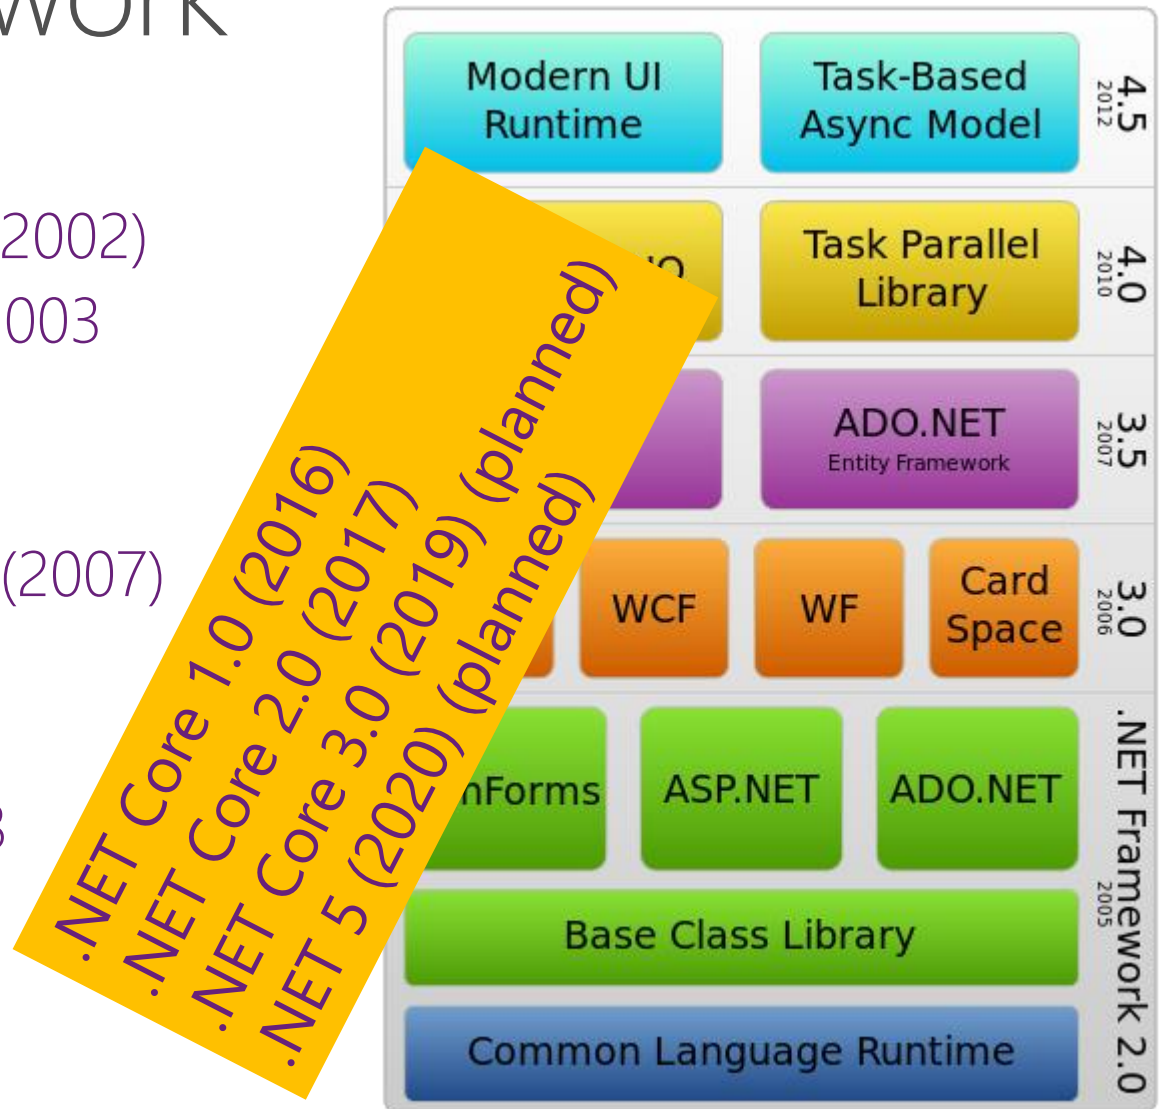 2002)
003
(2007)
.NET Core 1.0 (2016)
.NET Core 2.0 (2017)
.NET Core 3.0 (2019) (planned)
.NET 5 (2020) (planned)
Modern UI
Runtime
Task-Based
Async Model
4.5
2012
Task Parallel
Library
4.0
2010
ADO.NET
Entity Framework
3.5
2007
WCF
WF
Card
Space
3.0
2006
nForms
ASP.NET
ADO.NET
Base Class Library
Common Language Runtime
.NET Framework 2.0
2005